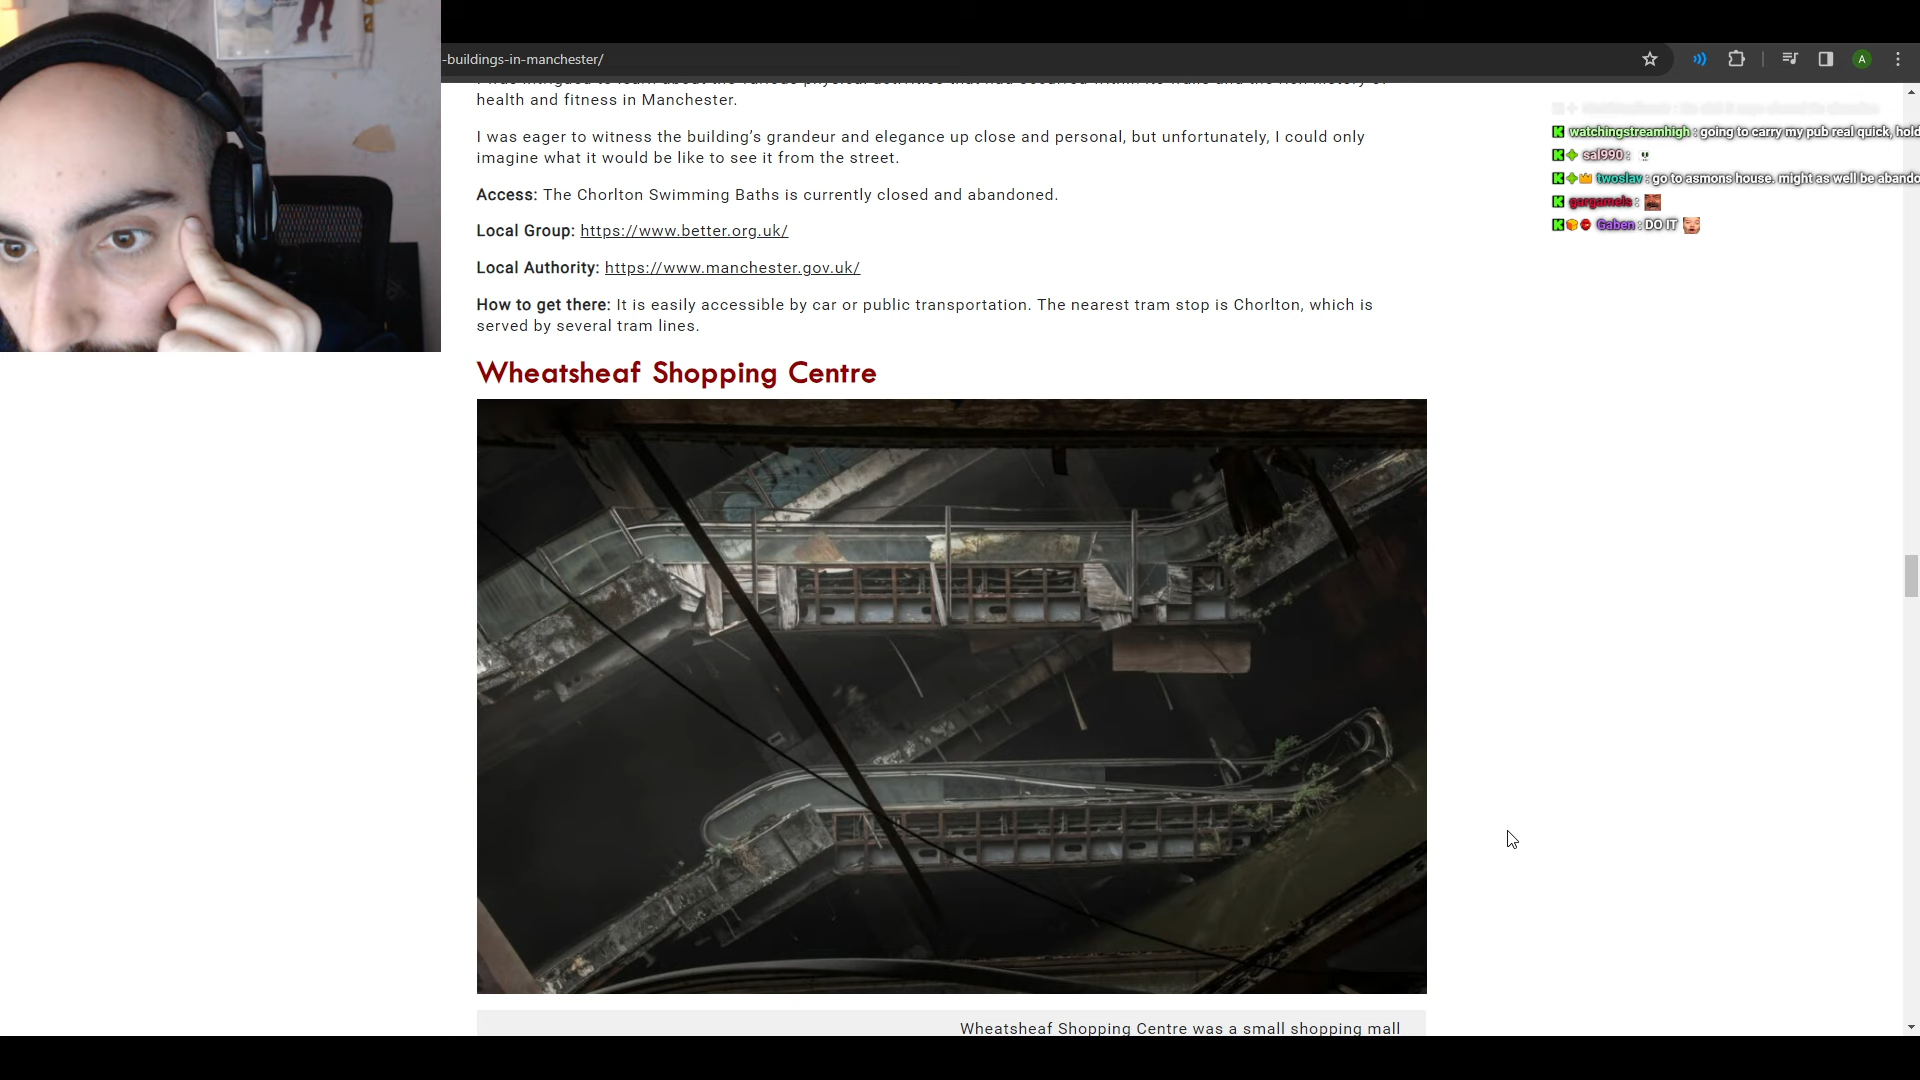 -buildings-in-manchester/
A
health and fitness in Manchester.
I was eager to witness the building’s grandeur and elegance up close and personal, but unfortunately, I could only
imagine what it would be like to see it from the street.
Access: The Chorlton Swimming Baths is currently closed and abandoned.
Local Group: https://www.better.org.uk/
Local Authority: https://www.manchester.gov.uk/
How to get there: It is easily accessible by car or public transportation. The nearest tram stop is Chorlton, which is
served by several tram lines.
Wheatsheaf Shopping Centre
Wheatsheaf Shopping Centre was a small shopping mall
watchingstreamhigh: going to carry my pub real quick, hold
sal990:
twoslav: go to asmons house. might as well be abando
gargamels:
Gaben: DO IT